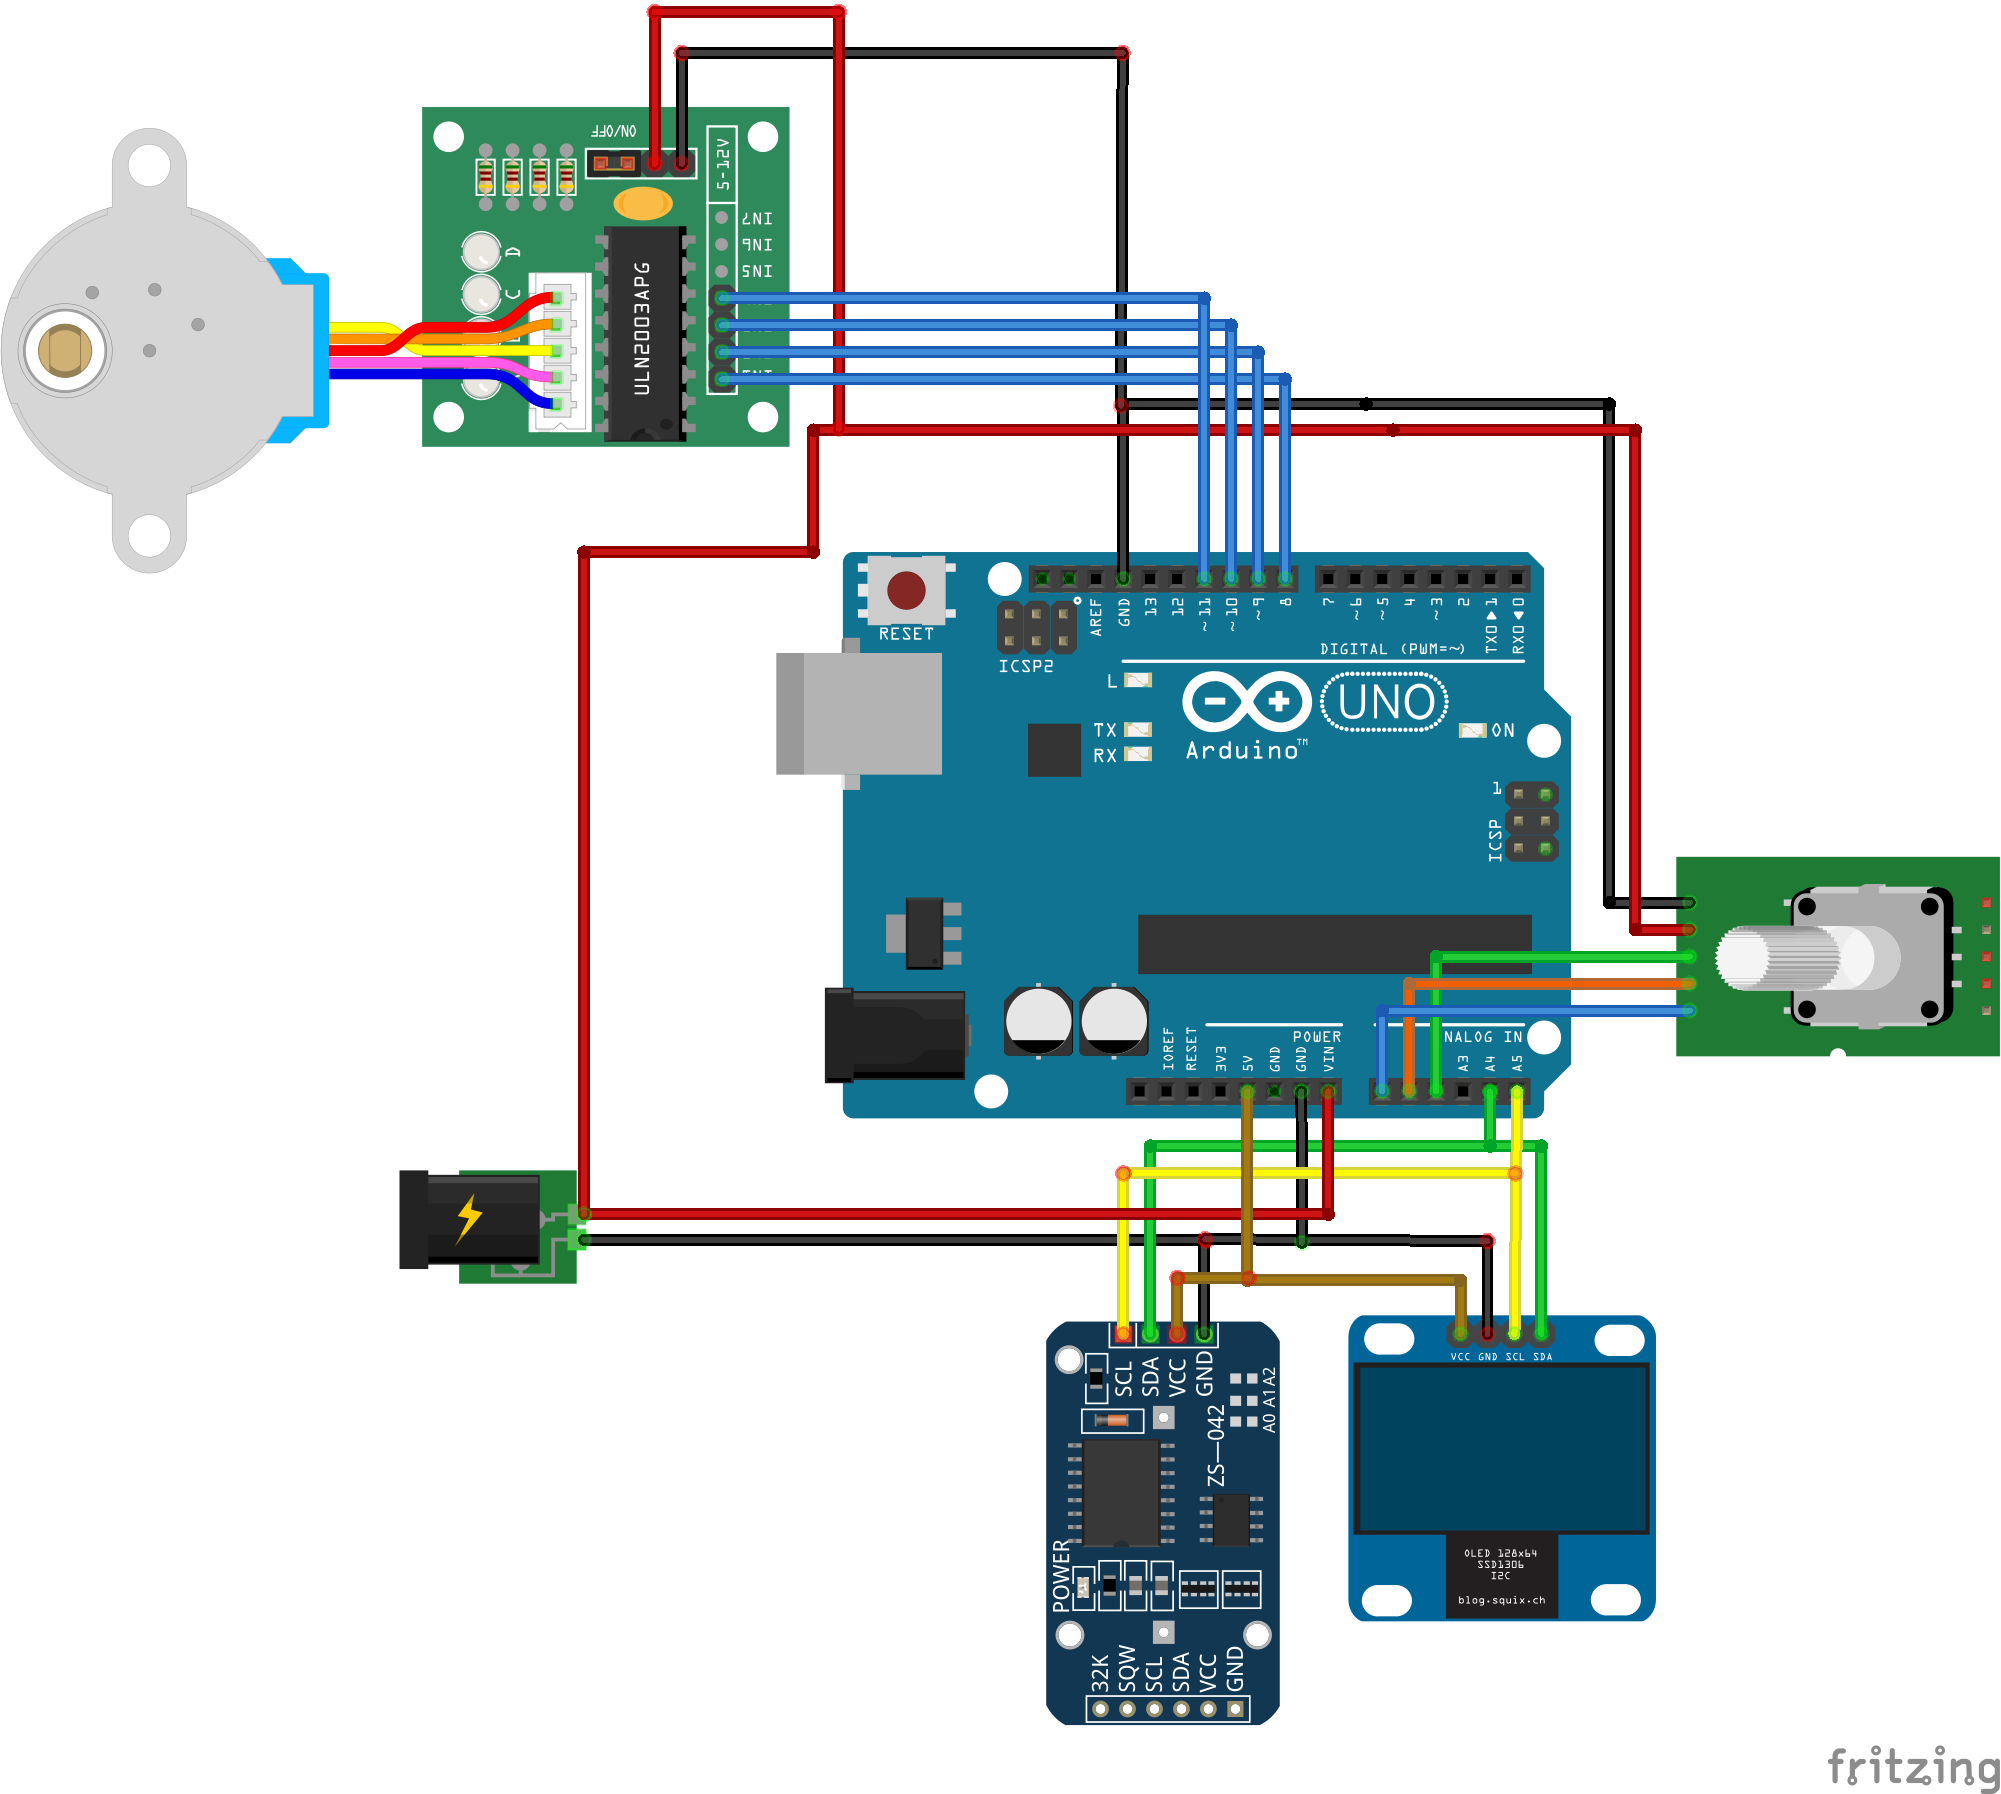 ON/OFF
5-12V
IN7
IN6
IN5
D
C
ULN2003APG
RESET
ICSP2
AREF
GND
13
12
~11
~10
~9
8
7
~6
~5
4
~3
2
TX0▶1
RX0◀0
DIGITAL (PWM=~)
L
TX
RX
Arduino™
UNO
ON
1
ICSP
IOREF
RESET
3V3
5V
GND
GND
VIN
POWER
NALOG IN
A3
A4
A5
SCL
SDA
VCC
GND
A0 A1 A2
ZS—042
POWER
32K
SQW
SCL
SDA
VCC
GND
VCC GND SCL SDA
OLED 128x64
SSD1306
I2C
blog.squix.ch
fritzing